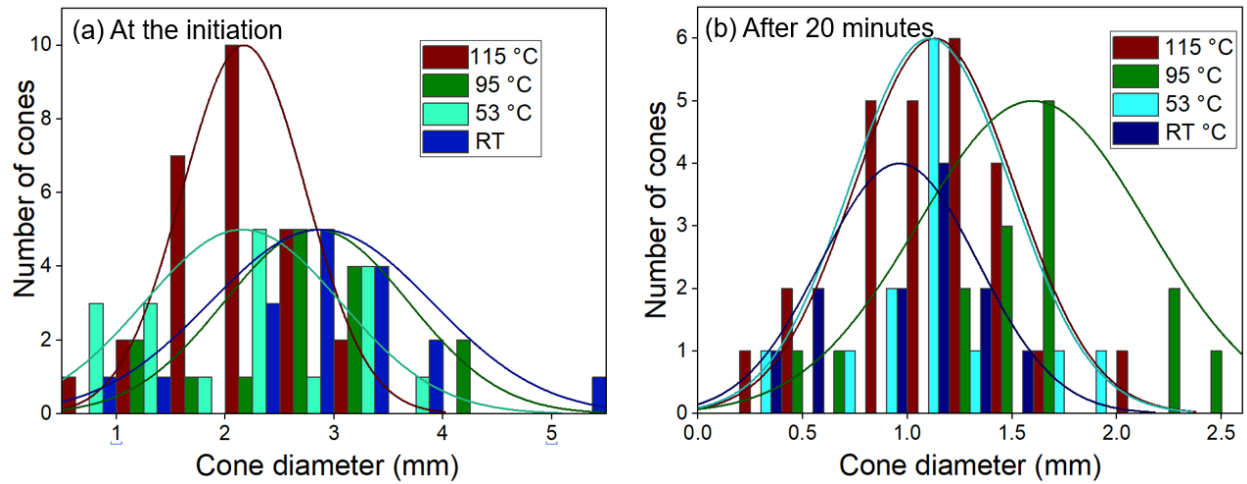 (a) At the initiation
10
8
6
4
2
0
115 °C
95 °C
53 °C
RT
Number of cones
1
2
3
4
5
Cone diameter (mm)
(b) After 20 minutes
6
5
4
3
2
1
0
115 °C
95 °C
53 °C
RT °C
Number of cones
0.0
0.5
1.0
1.5
2.0
2.5
Cone diameter (mm)